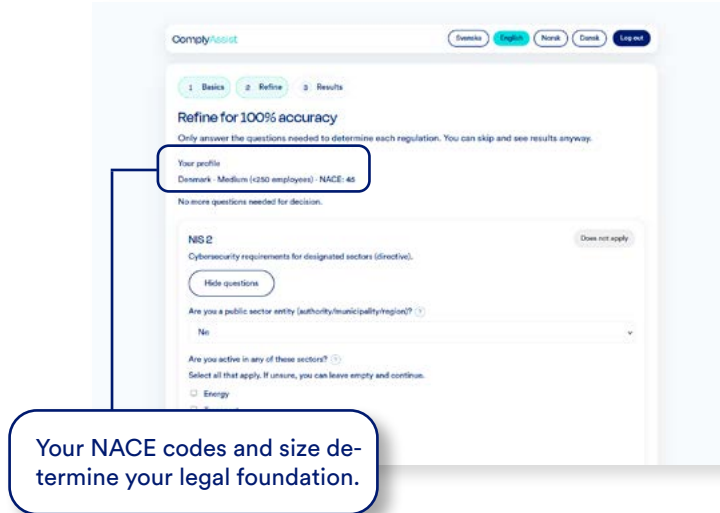 ComplyAssist
Svenska English Norsk Dansk Log out
1 Basics 2 Refine 3 Results
Refine for 100% accuracy
Only answer the questions needed to determine each regulation. You can skip and see results anyway.
Your profile
Denmark · Medium (<250 employees) · NACE: 46
No more questions needed for decision.
NIS 2 Does not apply
Cybersecurity requirements for designated sectors (directive).
Hide questions
Are you a public sector entity (authority/municipality/region)? ?
No
Are you active in any of these sectors? ?
Select all that apply. If unsure, you can leave empty and continue.
Energy
Your NACE codes and size de-
termine your legal foundation.